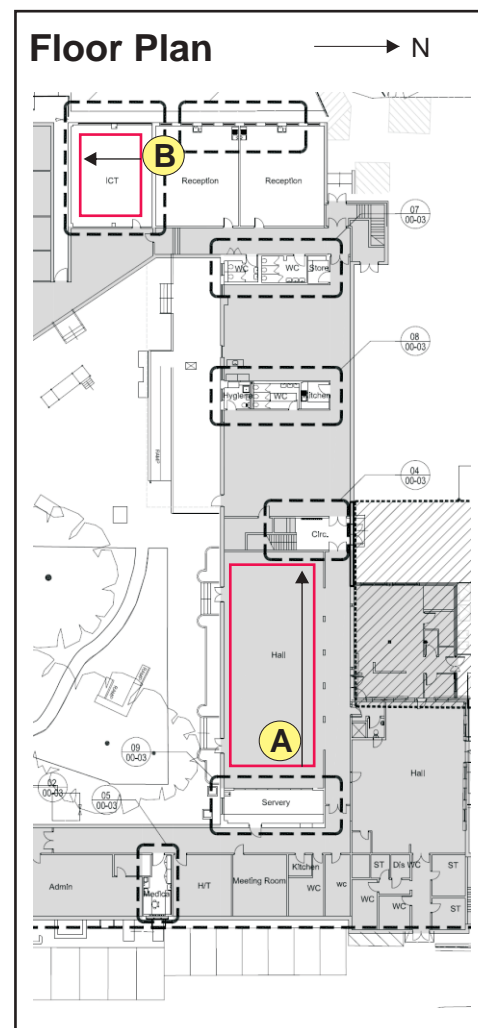 Floor Plan
N
B
ICT
Reception
Reception
07
00-03
WC
WC
Store
08
00-03
Hygiene
WC
Kitchen
RAMP
04
00-03
Circ.
Hall
A
09
00-03
02
00-03
05
00-03
Servery
Hall
Kitchen
ST
Dis WC
ST
Admin
Medical
H/T
Meeting Room
WC
WC
WC
WC
ST